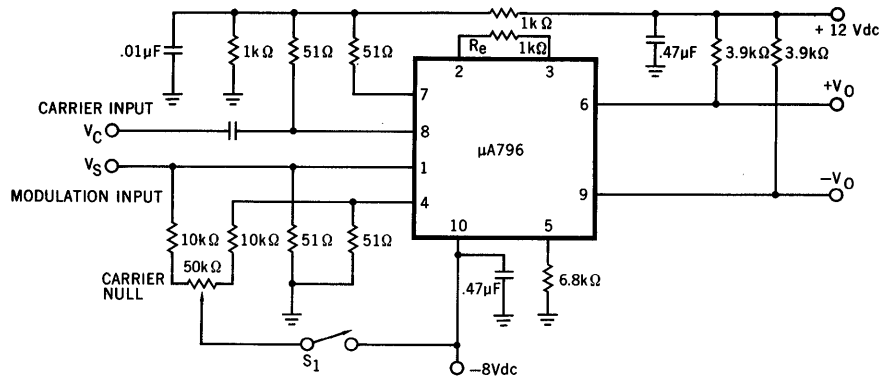 1kΩ
+ 12 Vdc
.01µF
1kΩ
51Ω
51Ω
Re
1kΩ
.47µF
3.9kΩ
3.9kΩ
2
3
7
6
+VO
CARRIER INPUT
VC
8
µA796
VS
1
MODULATION INPUT
4
9
−VO
10
5
10kΩ
10kΩ
51Ω
51Ω
50kΩ
CARRIER
NULL
.47µF
6.8kΩ
S1
−8Vdc